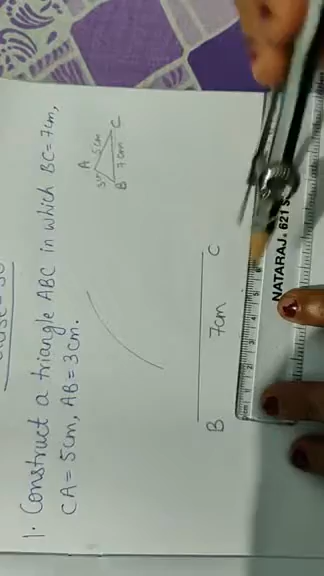 1. Construct a triangle ABC in which BC=7cm,
CA=5cm, AB=3cm.
A
5cm
3cm
C
B
7cm
B
7cm
C
NATARAJ. 621